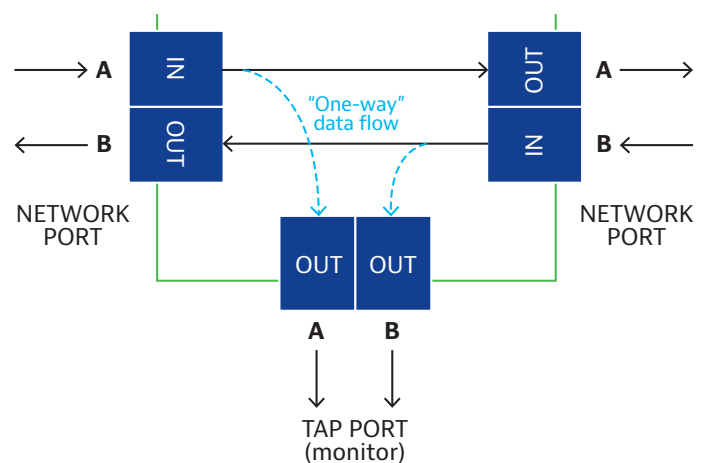 A
IN
OUT
A
"One-way"
data flow
B
OUT
IN
B
NETWORK
PORT
NETWORK
PORT
OUT
OUT
A
B
TAP PORT
(monitor)